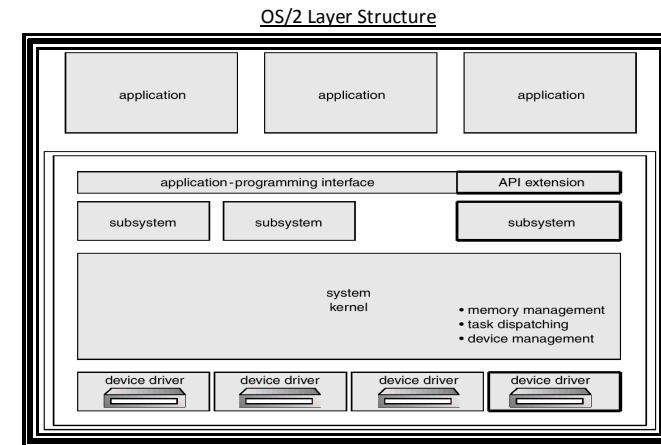 OS/2 Layer Structure
application application application
application-programming interface API extension
subsystem subsystem subsystem
system
kernel
• memory management
• task dispatching
• device management
device driver device driver device driver device driver